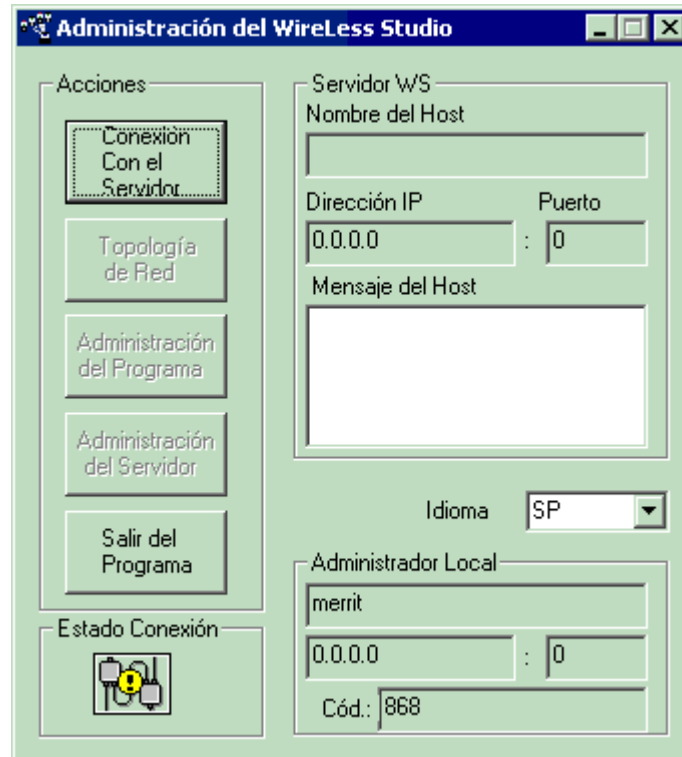 Administración del WireLess Studio
Acciones
Conexión
Con el
Servidor
Topología
de Red
Administración
del Programa
Administración
del Servidor
Salir del
Programa
Estado Conexión
Servidor WS
Nombre del Host
Dirección IP Puerto
0.0.0.0 : 0
Mensaje del Host
Idioma SP
Administrador Local
merrit
0.0.0.0 : 0
Cód.: 868